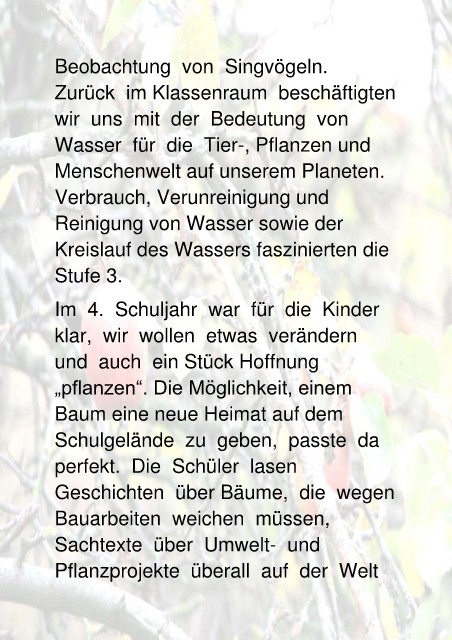 Beobachtung von Singvögeln.
Zurück im Klassenraum beschäftigten
wir uns mit der Bedeutung von
Wasser für die Tier-, Pflanzen und
Menschenwelt auf unserem Planeten.
Verbrauch, Verunreinigung und
Reinigung von Wasser sowie der
Kreislauf des Wassers faszinierten die
Stufe 3.
Im 4. Schuljahr war für die Kinder
klar, wir wollen etwas verändern
und auch ein Stück Hoffnung
„pflanzen“. Die Möglichkeit, einem
Baum eine neue Heimat auf dem
Schulgelände zu geben, passte da
perfekt. Die Schüler lasen
Geschichten über Bäume, die wegen
Bauarbeiten weichen müssen,
Sachtexte über Umwelt- und
Pflanzprojekte überall auf der Welt